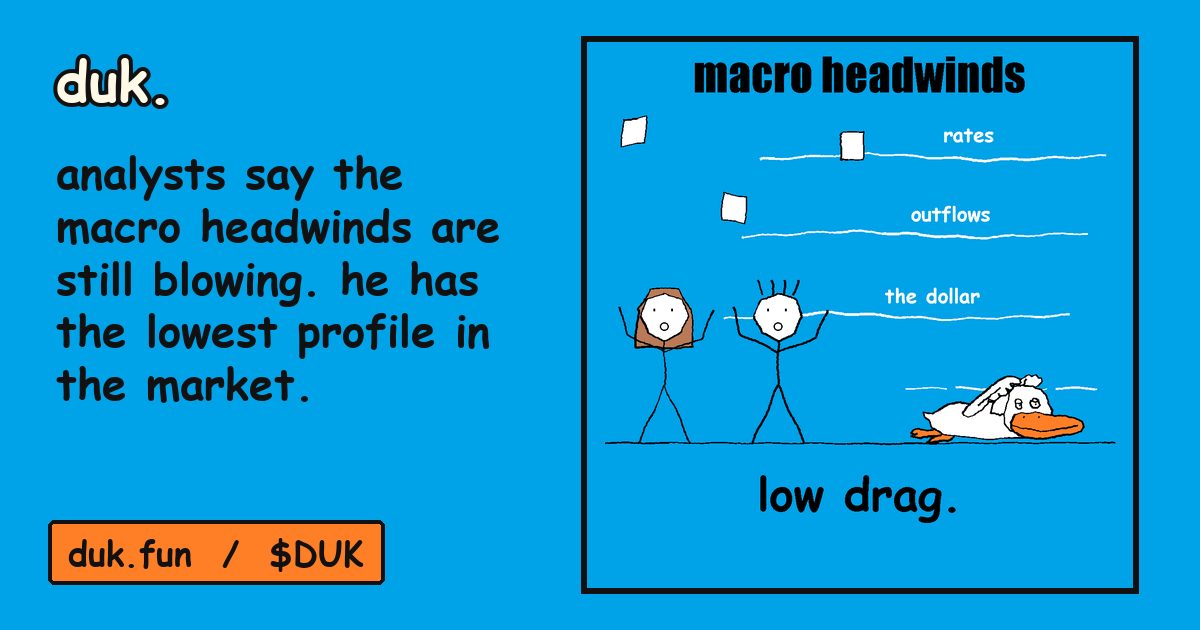 duk.
analysts say the
macro headwinds are
still blowing. he has
the lowest profile in
the market.
duk.fun / $DUK
macro headwinds
rates
outflows
the dollar
low drag.